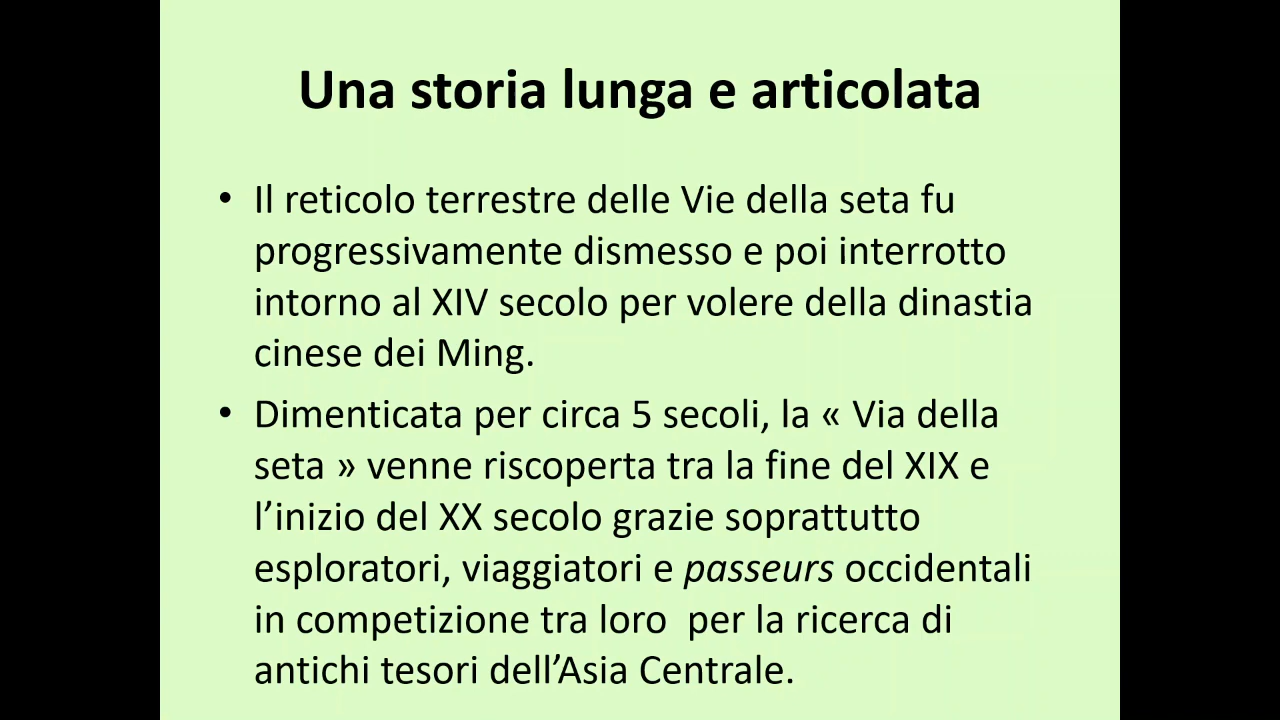 Una storia lunga e articolata
• Il reticolo terrestre delle Vie della seta fu
progressivamente dismesso e poi interrotto
intorno al XIV secolo per volere della dinastia
cinese dei Ming.
• Dimenticata per circa 5 secoli, la « Via della
seta » venne riscoperta tra la fine del XIX e
l’inizio del XX secolo grazie soprattutto
esploratori, viaggiatori e passeurs occidentali
in competizione tra loro  per la ricerca di
antichi tesori dell’Asia Centrale.